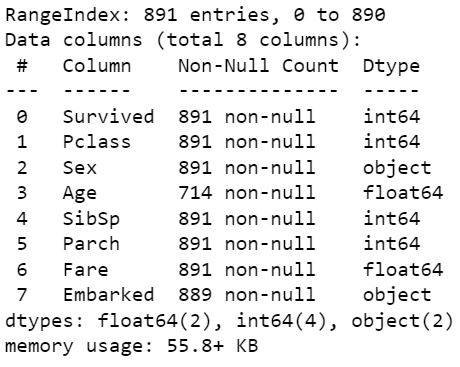 RangeIndex: 891 entries, 0 to 890
Data columns (total 8 columns):
 #   Column    Non-Null Count  Dtype
---  ------    --------------  -----
 0   Survived  891 non-null    int64
 1   Pclass    891 non-null    int64
 2   Sex       891 non-null    object
 3   Age       714 non-null    float64
 4   SibSp     891 non-null    int64
 5   Parch     891 non-null    int64
 6   Fare      891 non-null    float64
 7   Embarked  889 non-null    object
dtypes: float64(2), int64(4), object(2)
memory usage: 55.8+ KB